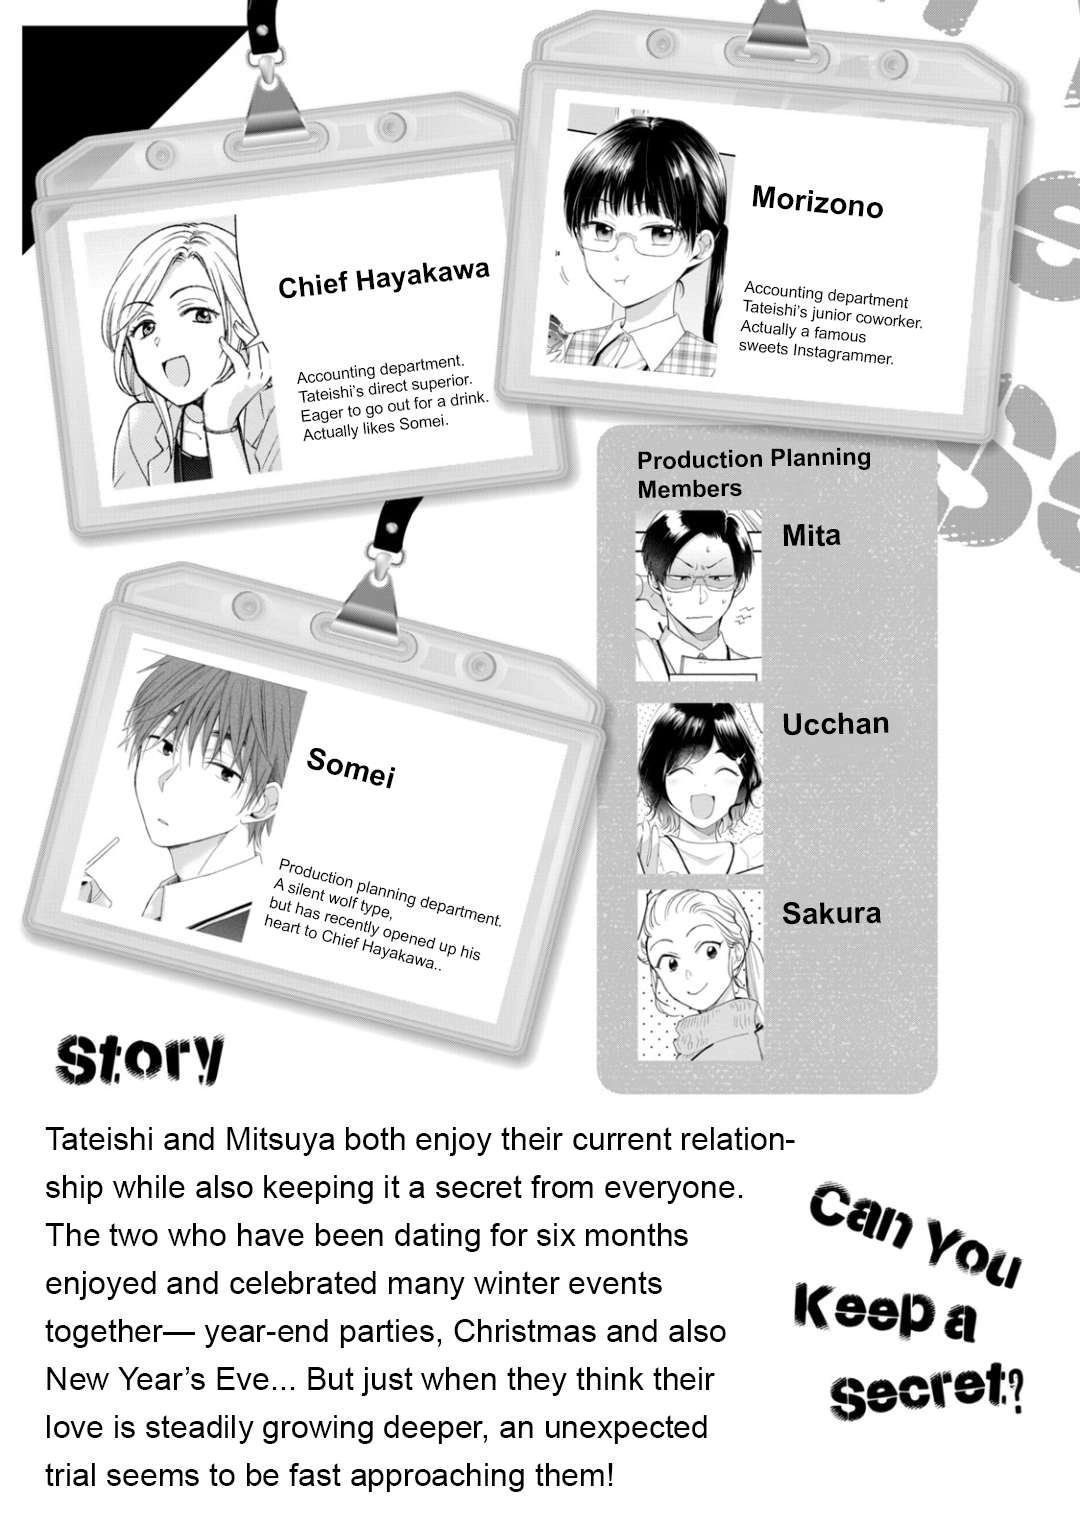 Morizono
Accounting department
Tateishi's junior coworker.
Actually a famous
sweets Instagrammer.
Chief Hayakawa
Accounting department.
Tateishi's direct superior.
Eager to go out for a drink.
Actually likes Somei.
Production Planning
Members
Mita
Ucchan
Sakura
Somei
Production planning department.
A silent wolf type,
but has recently opened up his
heart to Chief Hayakawa..
Story
Tateishi and Mitsuya both enjoy their current relation-
ship while also keeping it a secret from everyone.
The two who have been dating for six months
enjoyed and celebrated many winter events
together— year-end parties, Christmas and also
New Year's Eve... But just when they think their
love is steadily growing deeper, an unexpected
trial seems to be fast approaching them!
Can You
Keep a
Secret?